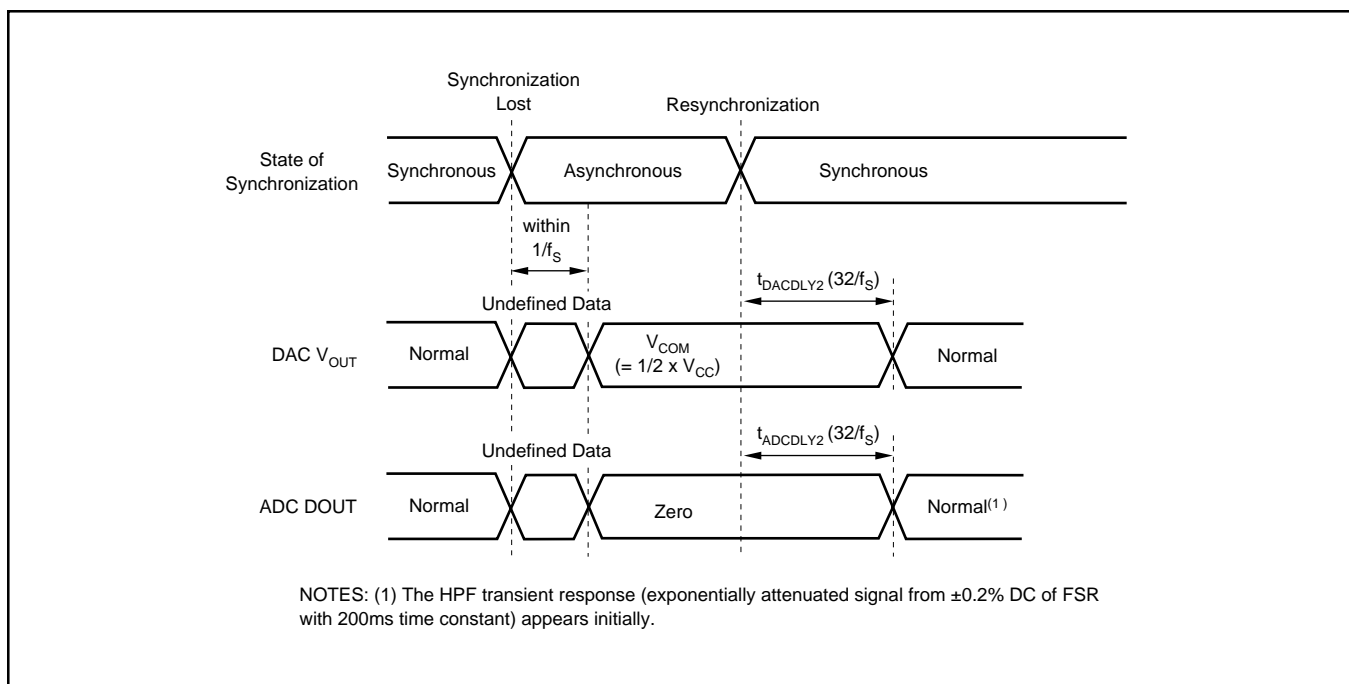 Synchronization
Lost
Resynchronization
State of
Synchronization
Synchronous
Asynchronous
Synchronous
within
1/fS
tDACDLY2 (32/fS)
Undefined Data
DAC VOUT
Normal
VCOM
(= 1/2 x VCC)
Normal
tADCDLY2 (32/fS)
Undefined Data
ADC DOUT
Normal
Zero
Normal(1)
NOTES: (1) The HPF transient response (exponentially attenuated signal from ±0.2% DC of FSR
with 200ms time constant) appears initially.